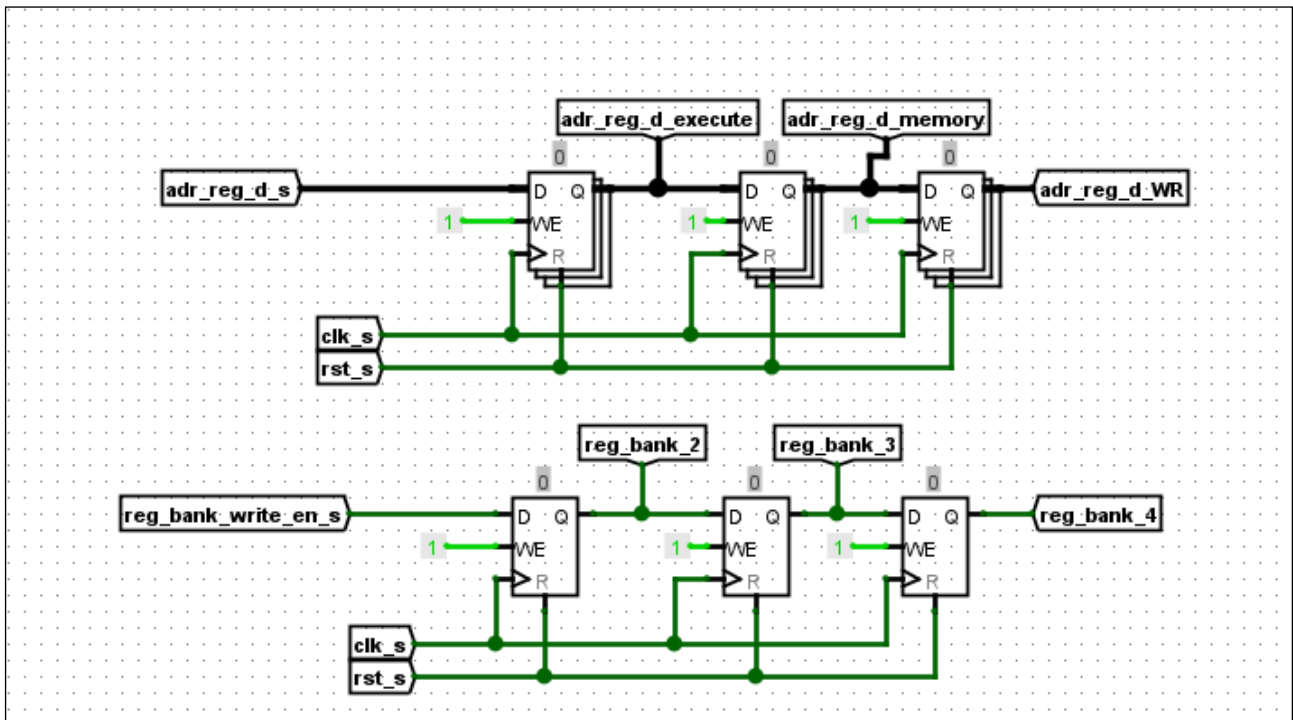 adr_reg_d_execute
adr_reg_d_memory
0
0
0
adr_reg_d_s
D Q
D Q
D Q
adr_reg_d_WR
1
WE
1
WE
1
WE
R
R
R
clk_s
rst_s
reg_bank_2
reg_bank_3
0
0
0
reg_bank_write_en_s
D Q
D Q
D Q
reg_bank_4
1
WE
1
WE
1
WE
R
R
R
clk_s
rst_s